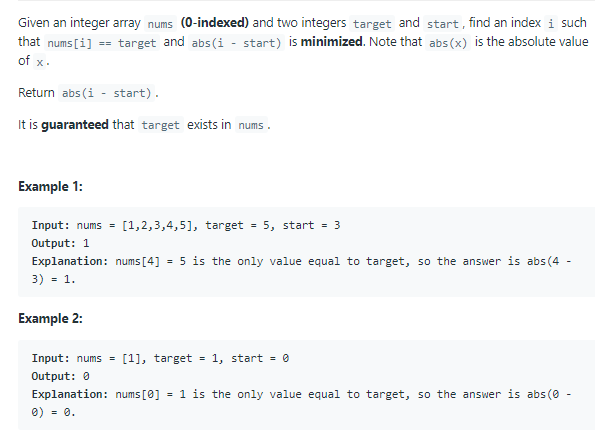 Given an integer array nums (0-indexed) and two integers target and start, find an index i such
that nums[i] == target and abs(i - start) is minimized. Note that abs(x) is the absolute value
of x.
Return abs(i - start).
It is guaranteed that target exists in nums.
Example 1:
Input: nums = [1,2,3,4,5], target = 5, start = 3
Output: 1
Explanation: nums[4] = 5 is the only value equal to target, so the answer is abs(4 -
3) = 1.
Example 2:
Input: nums = [1], target = 1, start = 0
Output: 0
Explanation: nums[0] = 1 is the only value equal to target, so the answer is abs(0 -
0) = 0.